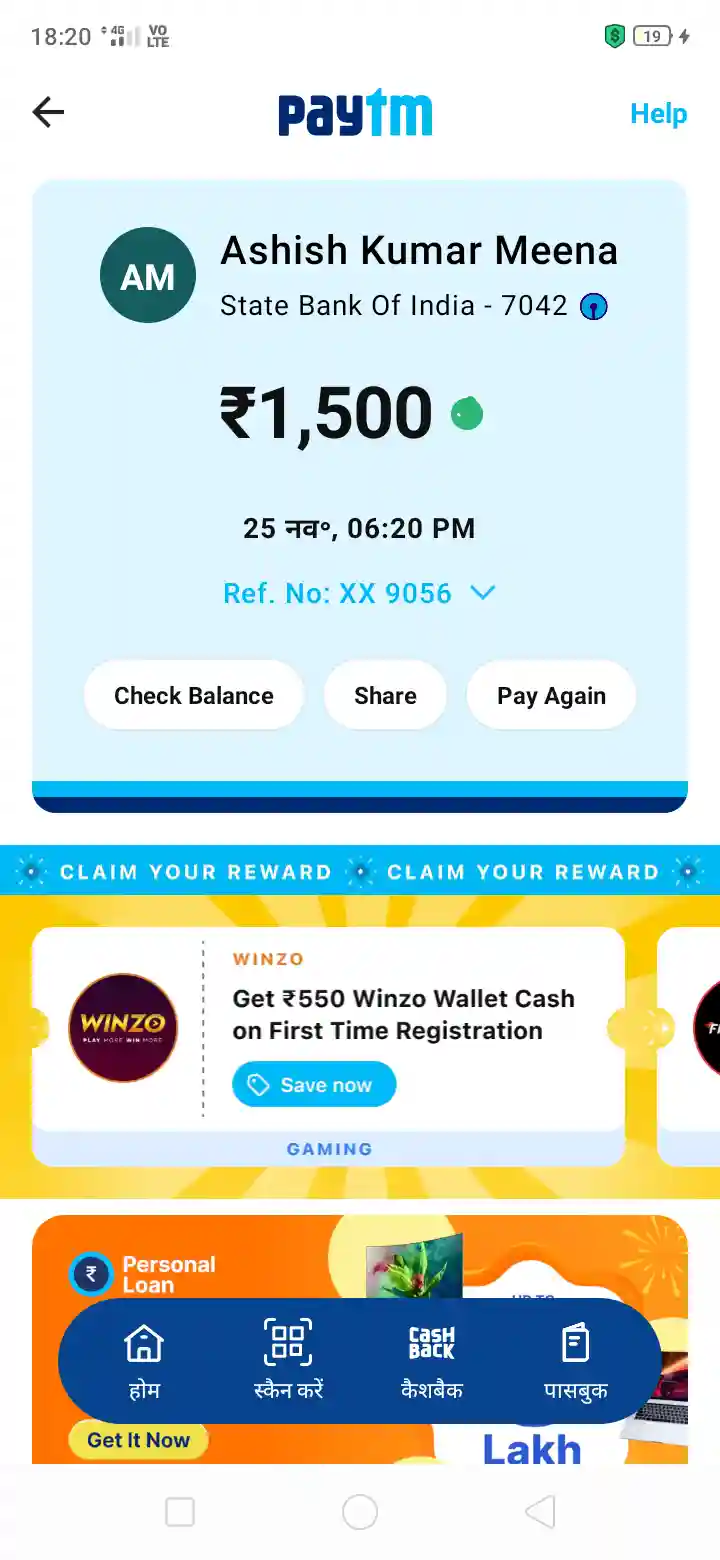 18:20 4G VO LTE 19
paytm
Help
AM
Ashish Kumar Meena
State Bank Of India - 7042
₹1,500
25 नव॰, 06:20 PM
Ref. No: XX 9056
Check Balance
Share
Pay Again
CLAIM YOUR REWARD CLAIM YOUR REWARD
WINZO
Get ₹550 Winzo Wallet Cash
on First Time Registration
WINZO
PLAY MORE WIN MORE
Save now
GAMING
Personal
Loan
होम
स्कैन करें
CASH
BACK
कैशबैक
पासबुक
Get It Now
Lakh